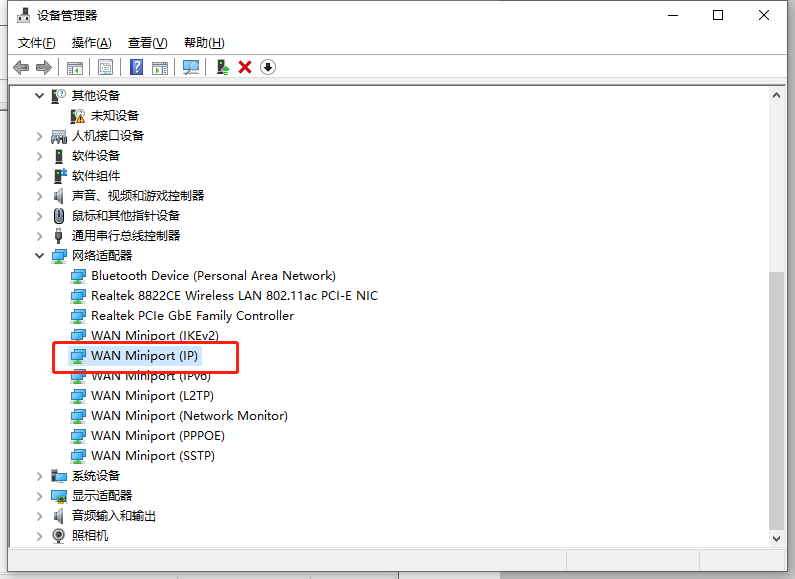 设备管理器
文件(F) 操作(A) 查看(V) 帮助(H)
其他设备
未知设备
人机接口设备
软件设备
软件组件
声音、视频和游戏控制器
鼠标和其他指针设备
通用串行总线控制器
网络适配器
Bluetooth Device (Personal Area Network)
Realtek 8822CE Wireless LAN 802.11ac PCI-E NIC
Realtek PCIe GbE Family Controller
WAN Miniport (IKEv2)
WAN Miniport (IP)
WAN Miniport (IPv6)
WAN Miniport (L2TP)
WAN Miniport (Network Monitor)
WAN Miniport (PPPOE)
WAN Miniport (SSTP)
系统设备
显示适配器
音频输入和输出
照相机